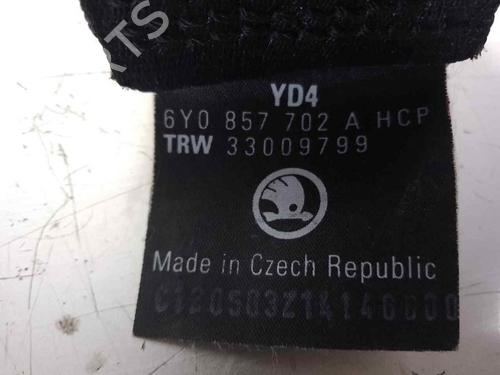 YD4
6Y0 857 702 A HCP
TRW 33009799
Made in Czech Republic